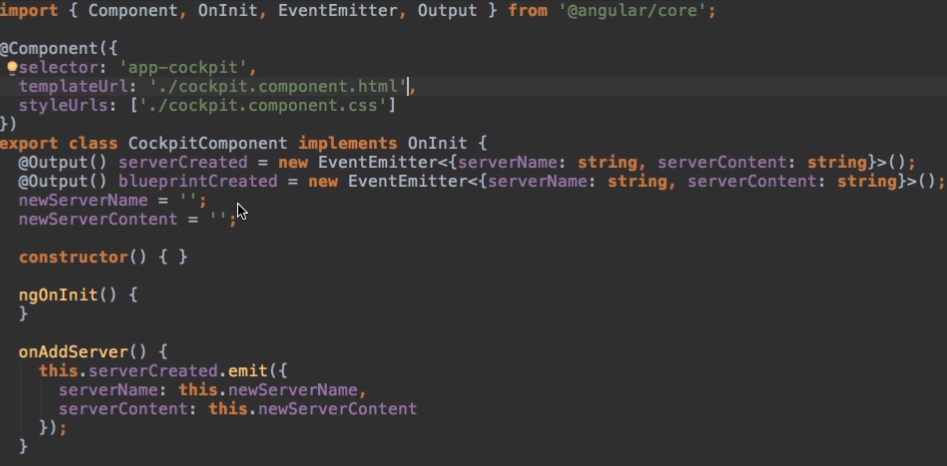 import { Component, OnInit, EventEmitter, Output } from '@angular/core';
@Component({
selector: 'app-cockpit',
templateUrl: './cockpit.component.html',
styleUrls: ['./cockpit.component.css']
})
export class CockpitComponent implements OnInit {
@Output() serverCreated = new EventEmitter<{serverName: string, serverContent: string}>();
@Output() blueprintCreated = new EventEmitter<{serverName: string, serverContent: string}>();
newServerName = '';
newServerContent = '';
constructor() { }
ngOnInit() {
}
onAddServer() {
this.serverCreated.emit({
serverName: this.newServerName,
serverContent: this.newServerContent
});
}